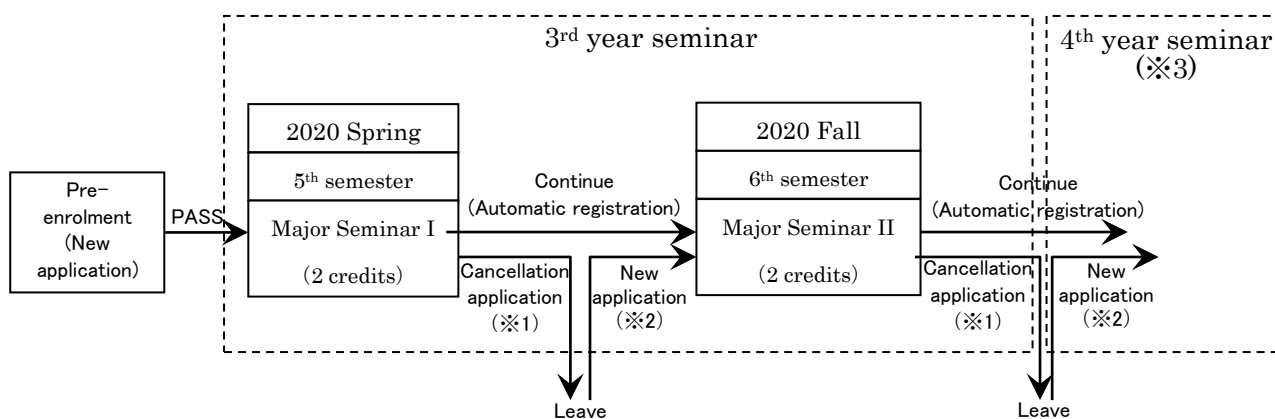 3rd year seminar
4th year seminar
(※3)
2020 Spring
5th semester
Major Seminar I
(2 credits)
2020 Fall
6th semester
Major Seminar II
(2 credits)
Pre-
enrolment
(New
application)
PASS
Continue
(Automatic registration)
Cancellation
application
(※1)
New
application
(※2)
Leave
Continue
(Automatic registration)
Cancellation
application
(※1)
New
application
(※2)
Leave